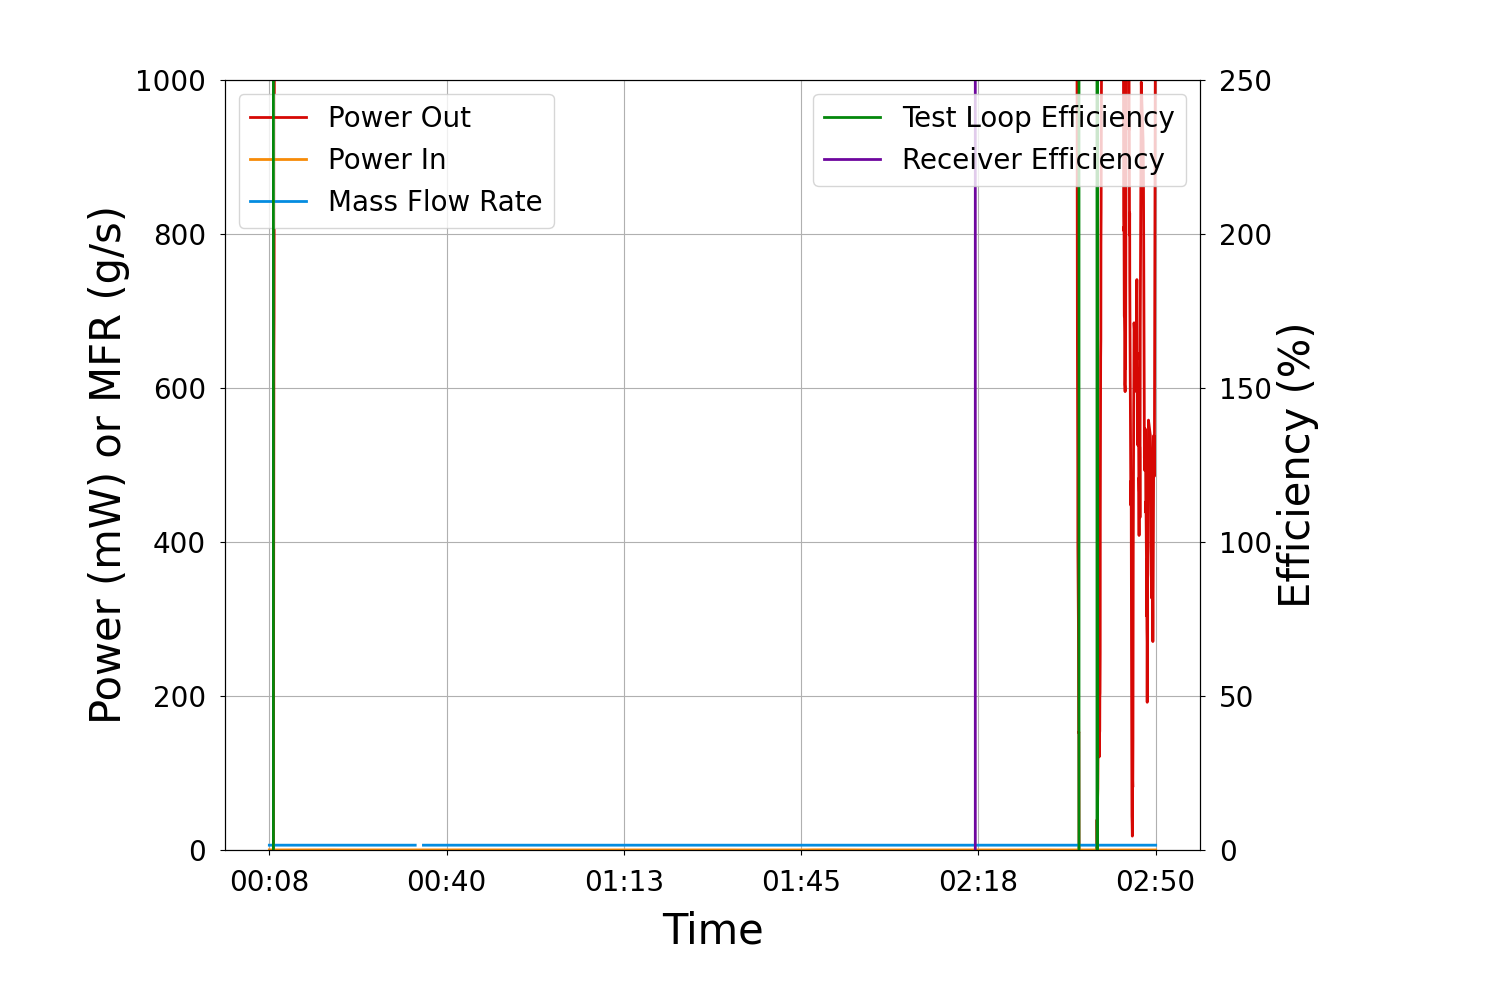 Power Out
Power In
Mass Flow Rate
Test Loop Efficiency
Receiver Efficiency
1000
800
600
400
200
0
Power (mW) or MFR (g/s)
250
200
150
100
50
0
Efficiency (%)
00:08 00:40 01:13 01:45 02:18 02:50
Time